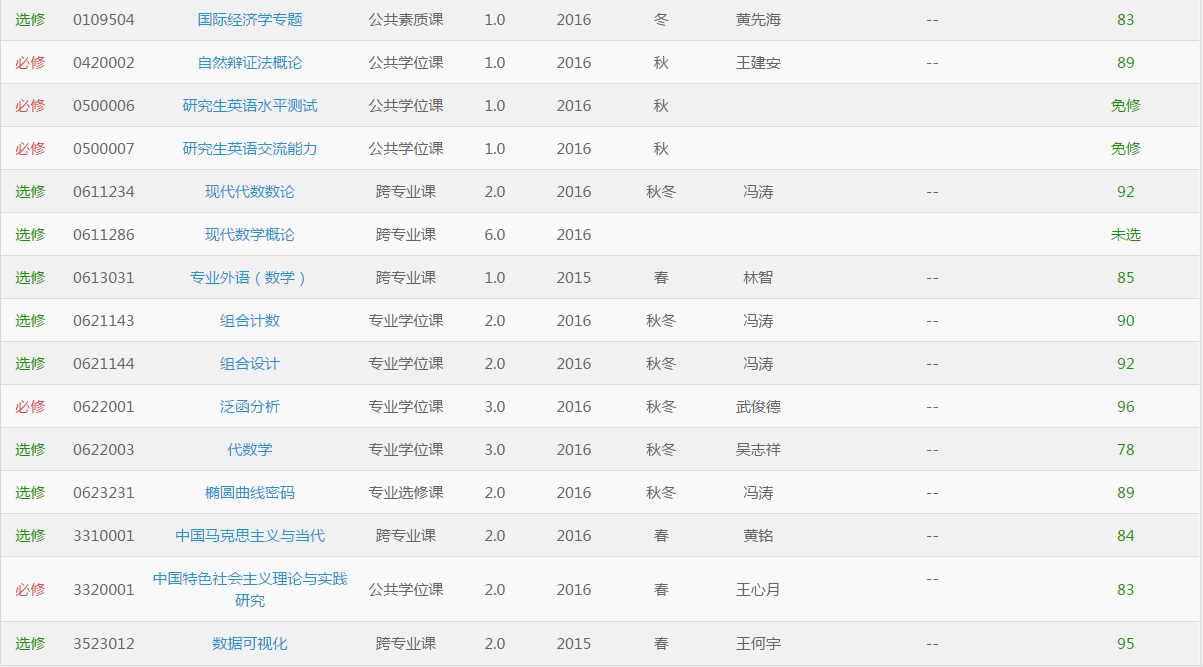 选修 0109504 国际经济学专题 公共素质课 1.0 2016 冬 黄先海 -- 83
必修 0420002 自然辩证法概论 公共学位课 1.0 2016 秋 王建安 -- 89
必修 0500006 研究生英语水平测试 公共学位课 1.0 2016 秋 免修
必修 0500007 研究生英语交流能力 公共学位课 1.0 2016 秋 免修
选修 0611234 现代代数数论 跨专业课 2.0 2016 秋冬 冯涛 -- 92
选修 0611286 现代数学概论 跨专业课 6.0 2016 未选
选修 0613031 专业外语（数学） 跨专业课 1.0 2015 春 林智 -- 85
选修 0621143 组合计数 专业学位课 2.0 2016 秋冬 冯涛 -- 90
选修 0621144 组合设计 专业学位课 2.0 2016 秋冬 冯涛 -- 92
必修 0622001 泛函分析 专业学位课 3.0 2016 秋冬 武俊德 -- 96
选修 0622003 代数学 专业学位课 3.0 2016 秋冬 吴志祥 -- 78
选修 0623231 椭圆曲线密码 专业选修课 2.0 2016 秋冬 冯涛 -- 89
选修 3310001 中国马克思主义与当代 跨专业课 2.0 2016 春 黄铭 -- 84
必修 3320001 中国特色社会主义理论与实践 公共学位课 2.0 2016 春 王心月 -- 83
研究
选修 3523012 数据可视化 跨专业课 2.0 2015 春 王何宇 -- 95